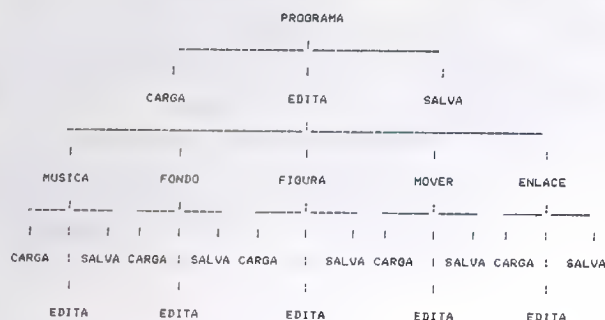 PROGRAMA
CARGA EDITA SALVA
MUSICA FONDO FIGURA MOVER ENLACE
CARGA SALVA CARGA SALVA CARGA SALVA CARGA SALVA CARGA SALVA
EDITA EDITA EDITA EDITA EDITA